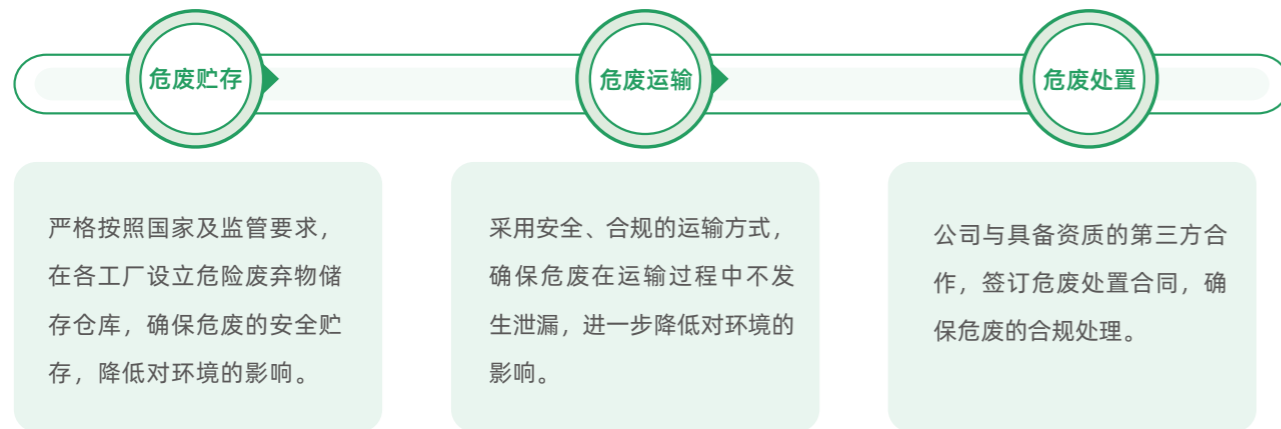 危废贮存
危废运输
危废处置
严格按照国家及监管要求，
在各工厂设立危险废弃物储
存仓库，确保危废的安全贮
存，降低对环境的影响。
采用安全、合规的运输方式，
确保危废在运输过程中不发
生泄漏，进一步降低对环境的
影响。
公司与具备资质的第三方合
作，签订危废处置合同，确
保危废的合规处理。